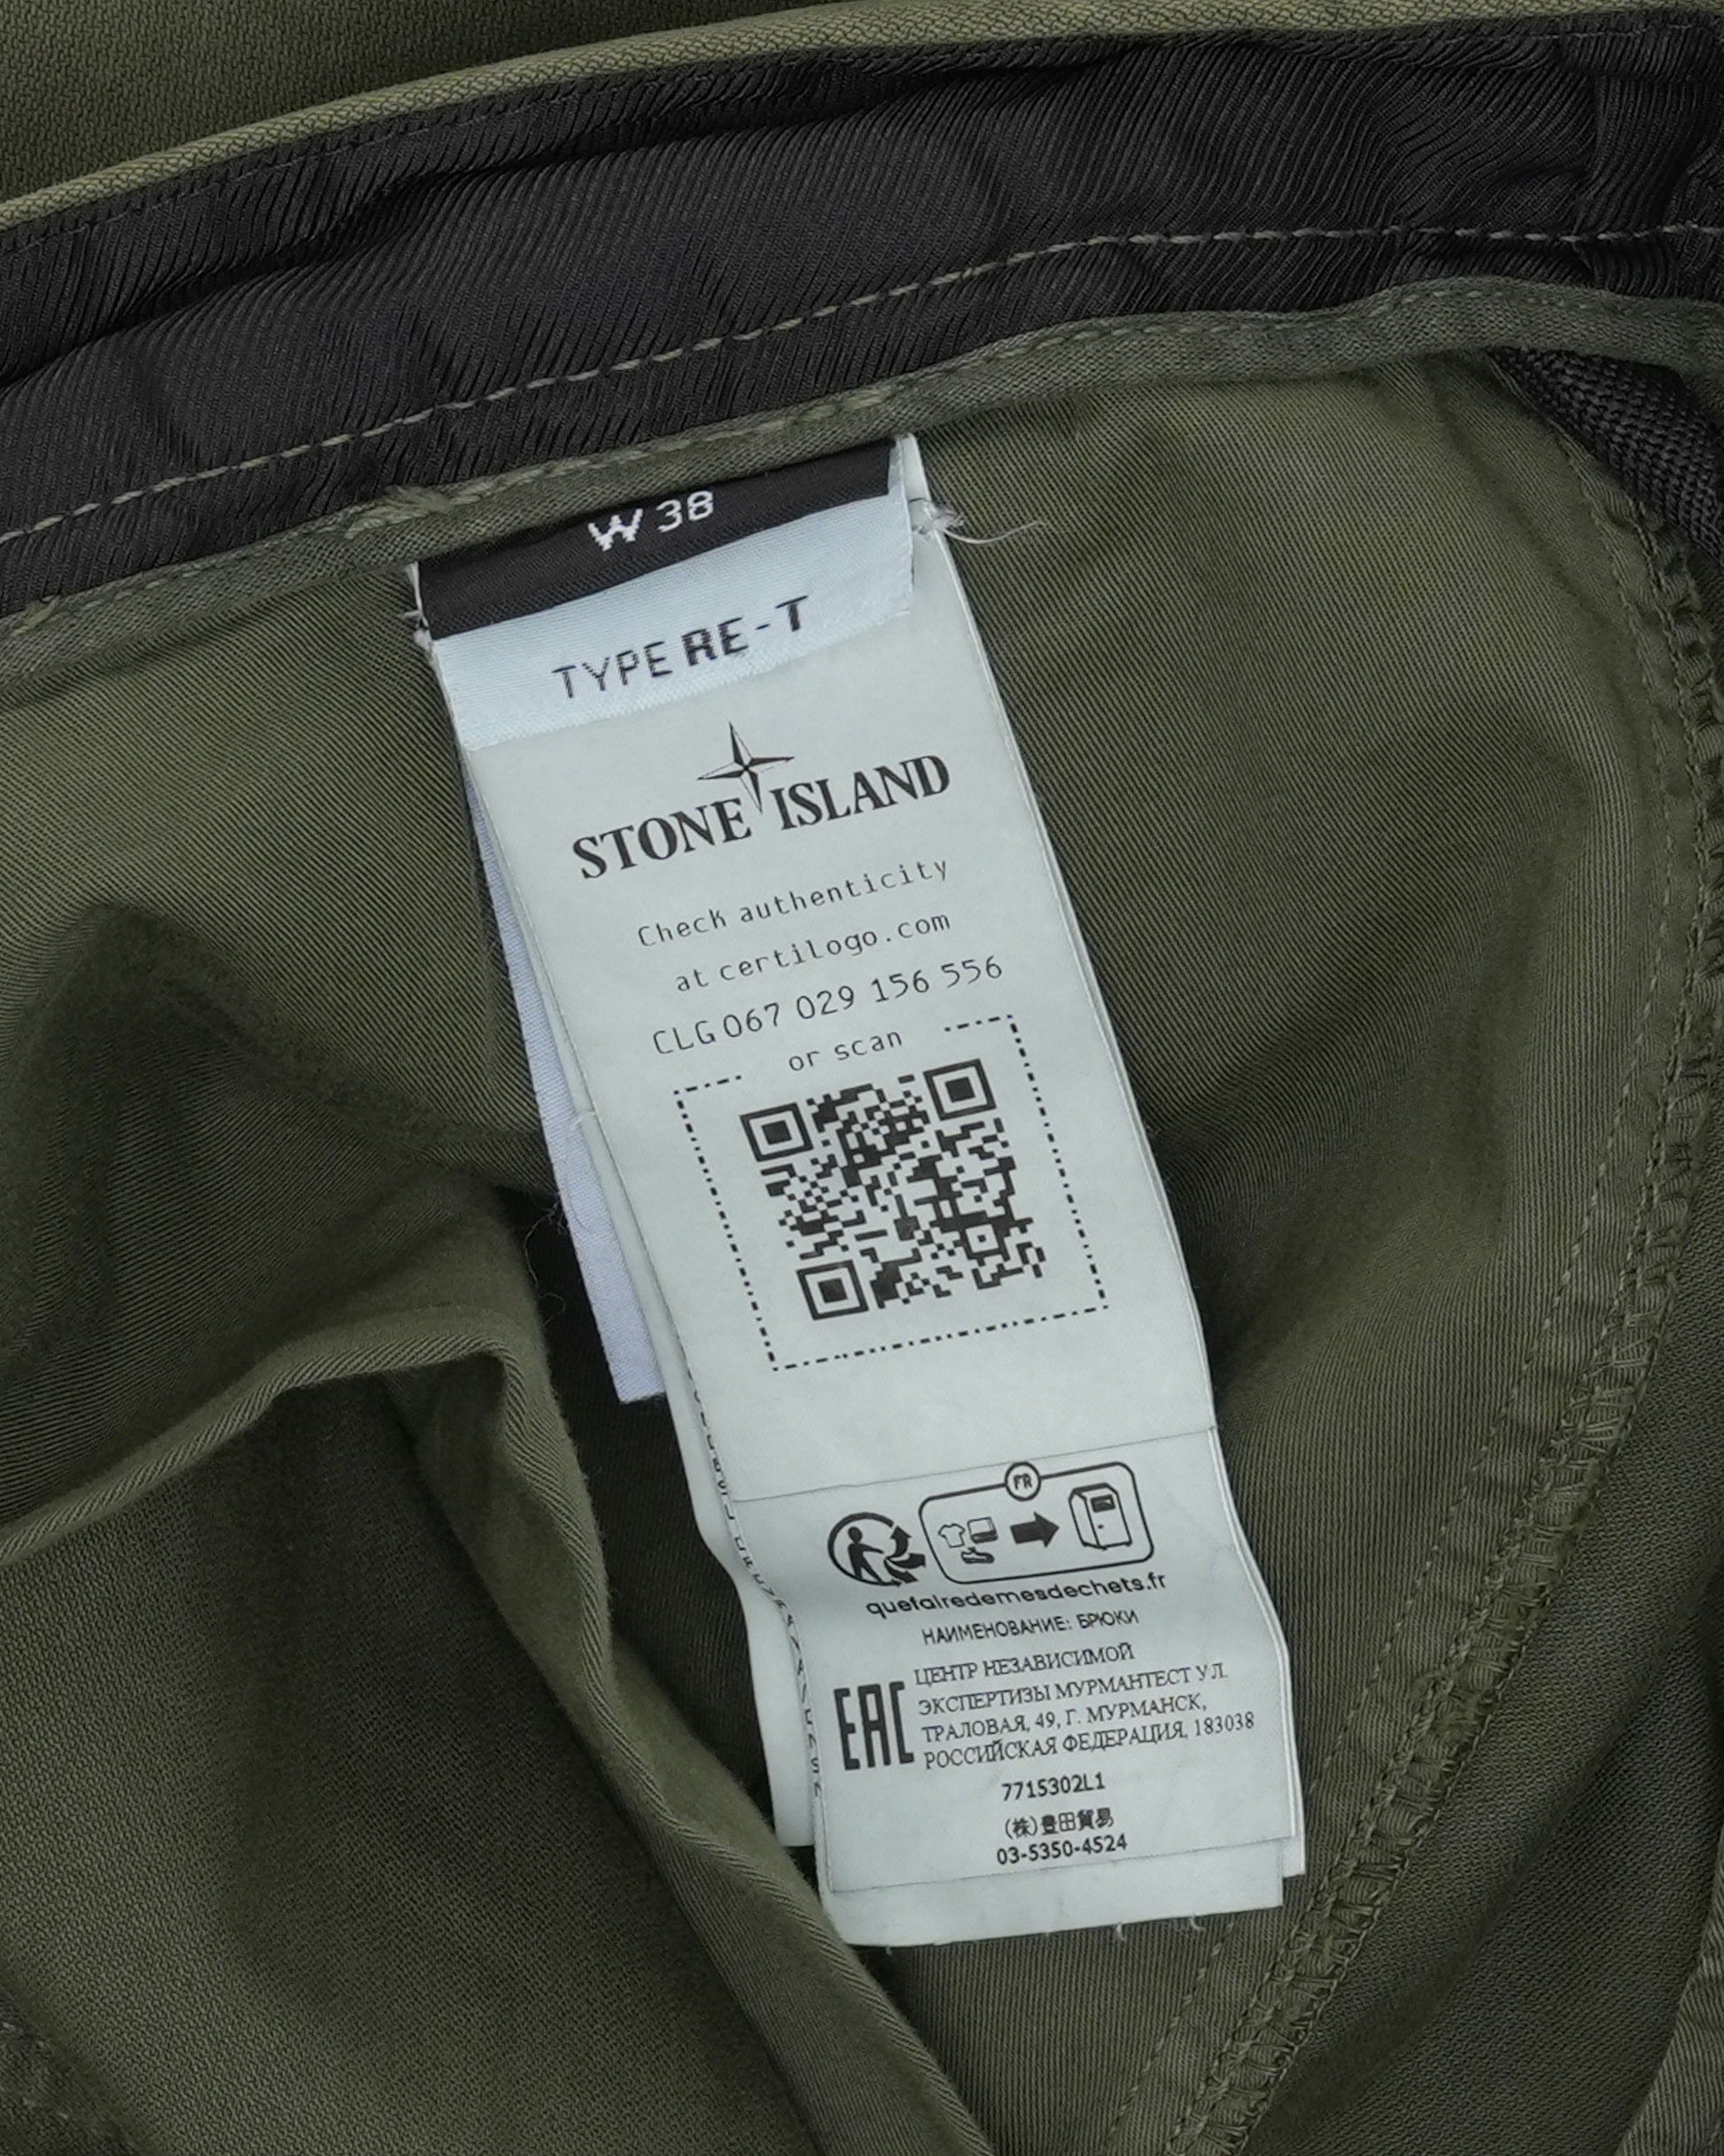 W 38
TYPE RE-T
STONE ISLAND
Check authenticity
at certilogo.com
CLG 067 029 156 556
or scan
FR
quefairedemesdechets.fr
НАИМЕНОВАНИЕ: БРЮКИ
EAC
ЦЕНТР НЕЗАВИСИМОЙ
ЭКСПЕРТИЗЫ МУРМАНТЕСТ УЛ.
ТРАЛОВАЯ, 49, Г. МУРМАНСК,
РОССИЙСКАЯ ФЕДЕРАЦИЯ, 183038
7715302L1
(株)豊田貿易
03-5350-4524